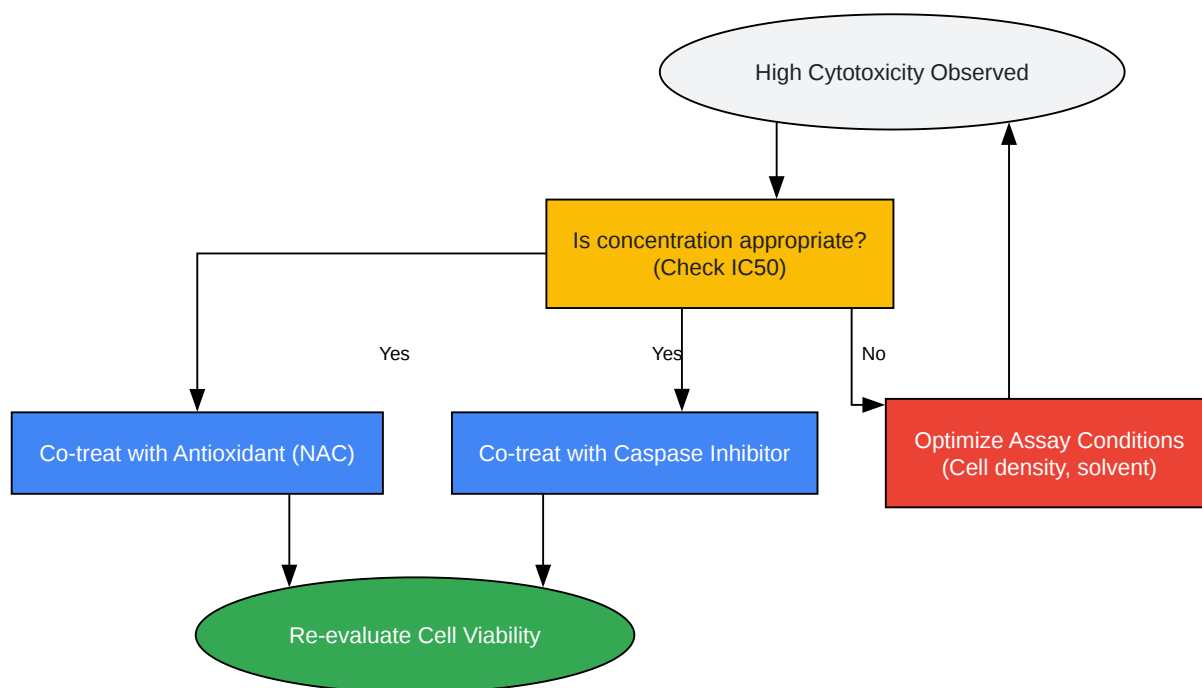 High Cytotoxicity Observed
Is concentration appropriate?
(Check IC50)
Yes
Yes
No
Co-treat with Antioxidant (NAC)
Co-treat with Caspase Inhibitor
Optimize Assay Conditions
(Cell density, solvent)
Re-evaluate Cell Viability